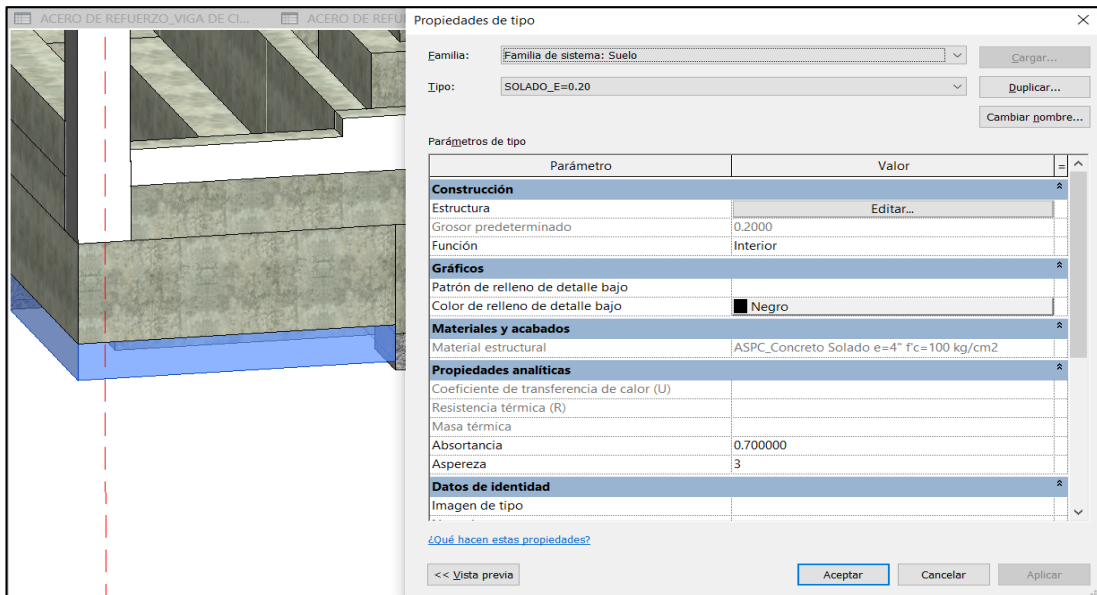 ACERO DE REFUERZO_VIGA DE CI...
ACERO DE REFU
Propiedades de tipo
Familia:
Familia de sistema: Suelo
Cargar...
Tipo:
SOLADO_E=0.20
Duplicar...
Cambiar nombre...
Parámetros de tipo
Parámetro Valor =
Construcción
Estructura Editar...
Grosor predeterminado 0.2000
Función Interior
Gráficos
Patrón de relleno de detalle bajo
Color de relleno de detalle bajo Negro
Materiales y acabados
Material estructural ASPC_Concreto Solado e=4" f'c=100 kg/cm2
Propiedades analíticas
Coeficiente de transferencia de calor (U)
Resistencia térmica (R)
Masa térmica
Absortancia 0.700000
Aspereza 3
Datos de identidad
Imagen de tipo
¿Qué hacen estas propiedades?
<< Vista previa
Aceptar
Cancelar
Aplicar